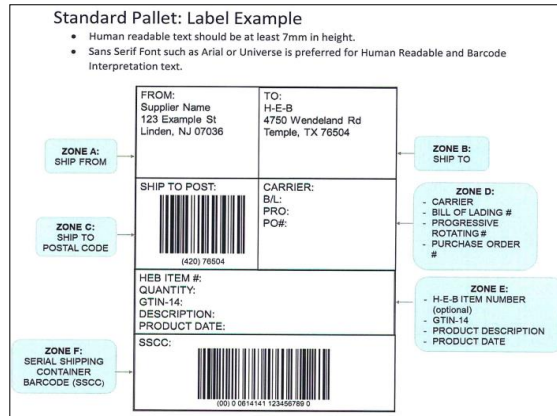 Standard Pallet: Label Example
• Human readable text should be at least 7mm in height.
• Sans Serif Font such as Arial or Universe is preferred for Human Readable and Barcode
Interpretation text.
FROM:
Supplier Name
123 Example St
Linden, NJ 07036
TO:
H-E-B
4750 Wendeland Rd
Temple, TX 76504
ZONE A:
SHIP FROM
ZONE B:
SHIP TO
SHIP TO POST:
(420) 76504
CARRIER:
B/L:
PRO:
PO#:
ZONE C:
SHIP TO
POSTAL CODE
ZONE D:
- CARRIER
- BILL OF LADING #
- PROGRESSIVE
ROTATING #
- PURCHASE ORDER
#
HEB ITEM #:
QUANTITY:
GTIN-14:
DESCRIPTION:
PRODUCT DATE:
ZONE E:
- H-E-B ITEM NUMBER
(optional)
- GTIN-14
- PRODUCT DESCRIPTION
- PRODUCT DATE
SSCC:
(00) 0 0614141 123456789 0
ZONE F:
SERIAL SHIPPING
CONTAINER
BARCODE (SSCC)